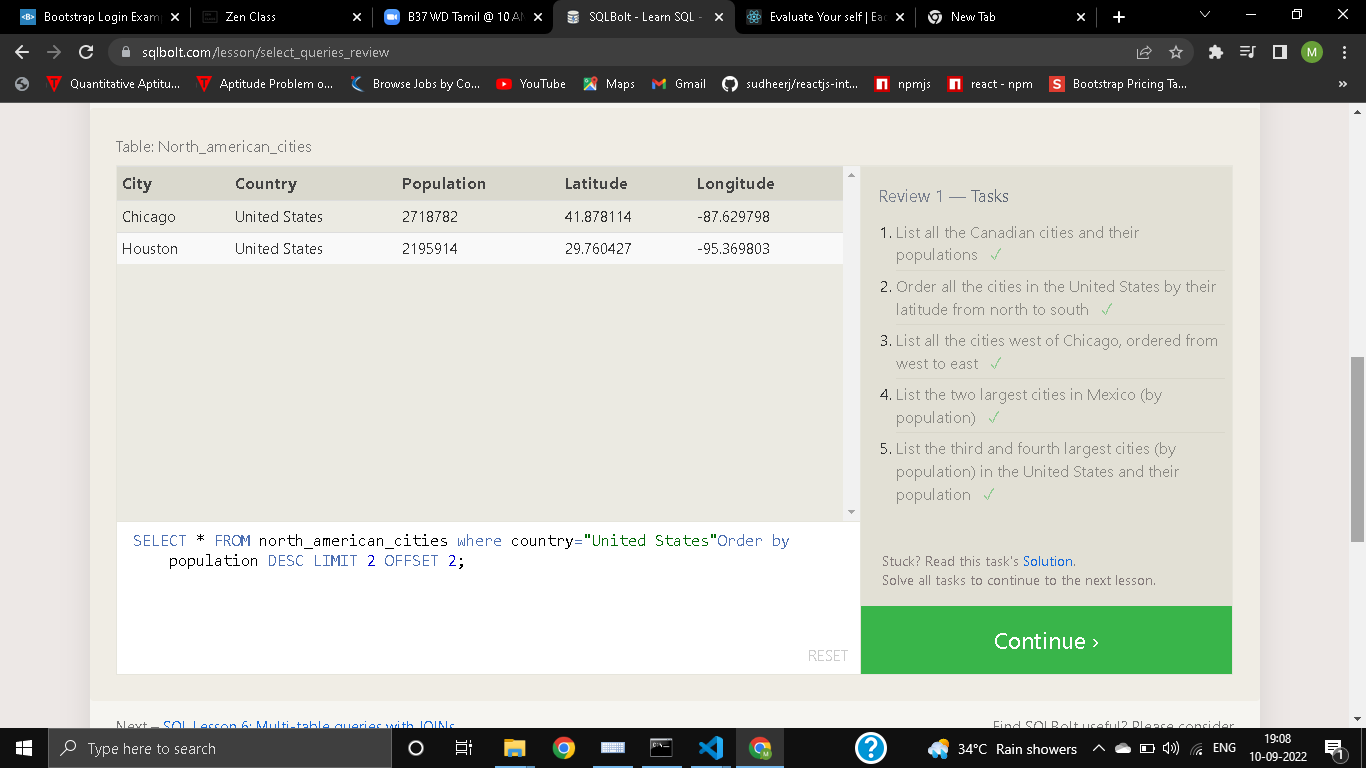 Bootstrap Login Exam
Zen Class
B37 WD Tamil @ 10 A
SQLBolt - Learn SQL -
Evaluate Your self | Ea
New Tab
sqlbolt.com/lesson/select_queries_review
M
Quantitative Aptitu...
Aptitude Problem o...
Browse Jobs by Co...
YouTube
Maps
Gmail
sudheerj/reactjs-int...
npmjs
react - npm
Bootstrap Pricing Ta...
»
Table: North_american_cities
City Country Population Latitude Longitude
Chicago United States 2718782 41.878114 -87.629798
Houston United States 2195914 29.760427 -95.369803
SELECT * FROM north_american_cities where country="United States"Order by
population DESC LIMIT 2 OFFSET 2;
RESET
Review 1 — Tasks
1. List all the Canadian cities and their
populations ✓
2. Order all the cities in the United States by their
latitude from north to south ✓
3. List all the cities west of Chicago, ordered from
west to east ✓
4. List the two largest cities in Mexico (by
population) ✓
5. List the third and fourth largest cities (by
population) in the United States and their
population ✓
Stuck? Read this task's Solution.
Solve all tasks to continue to the next lesson.
Continue ›
Next – SQL Lesson 6: Multi-table queries with JOINs
Find SQLBolt useful? Please consider
Type here to search
34°C Rain showers
ENG
19:08
10-09-2022
1